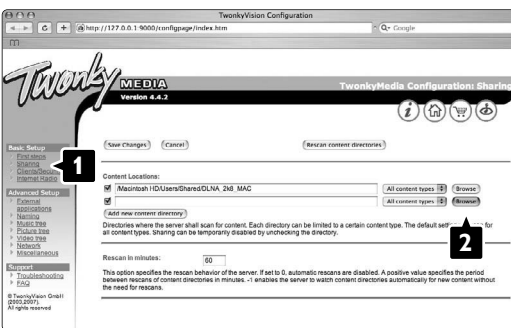 TwonkyVision Configuration
http://127.0.0.1:9000/configpage/index.htm
Q- Google
Twonky MEDIA
Version 4.4.2
TwonkyMedia Configuration: Sharing
Save Changes Cancel Rescan content directories
Basic Setup
First steps
Sharing
Clients/Security
Internet Radio
1
Advanced Setup
External applications
Naming
Music tree
Picture tree
Video tree
Network
Miscellaneous
Support
Troubleshooting
FAQ
© TwonkyVision GmbH
(2003,2007).
All rights reserved
Content Locations:
/Macintosh HD/Users/Shared/DLNA_2k8_MAC All content types Browse
All content types Browse
Add new content directory
2
Directories where the server shall scan for content. Each directory can be limited to a certain content type. The default for
all content types. Sharing can be temporarily disabled by unchecking the directory.
Rescan in minutes: 60
This option specifies the rescan behavior of the server. If set to 0, automatic rescans are disabled. A positive value specifies the period
between rescans of content directories in minutes. -1 enables the server to watch content directories automatically for new content without
the need for rescans.